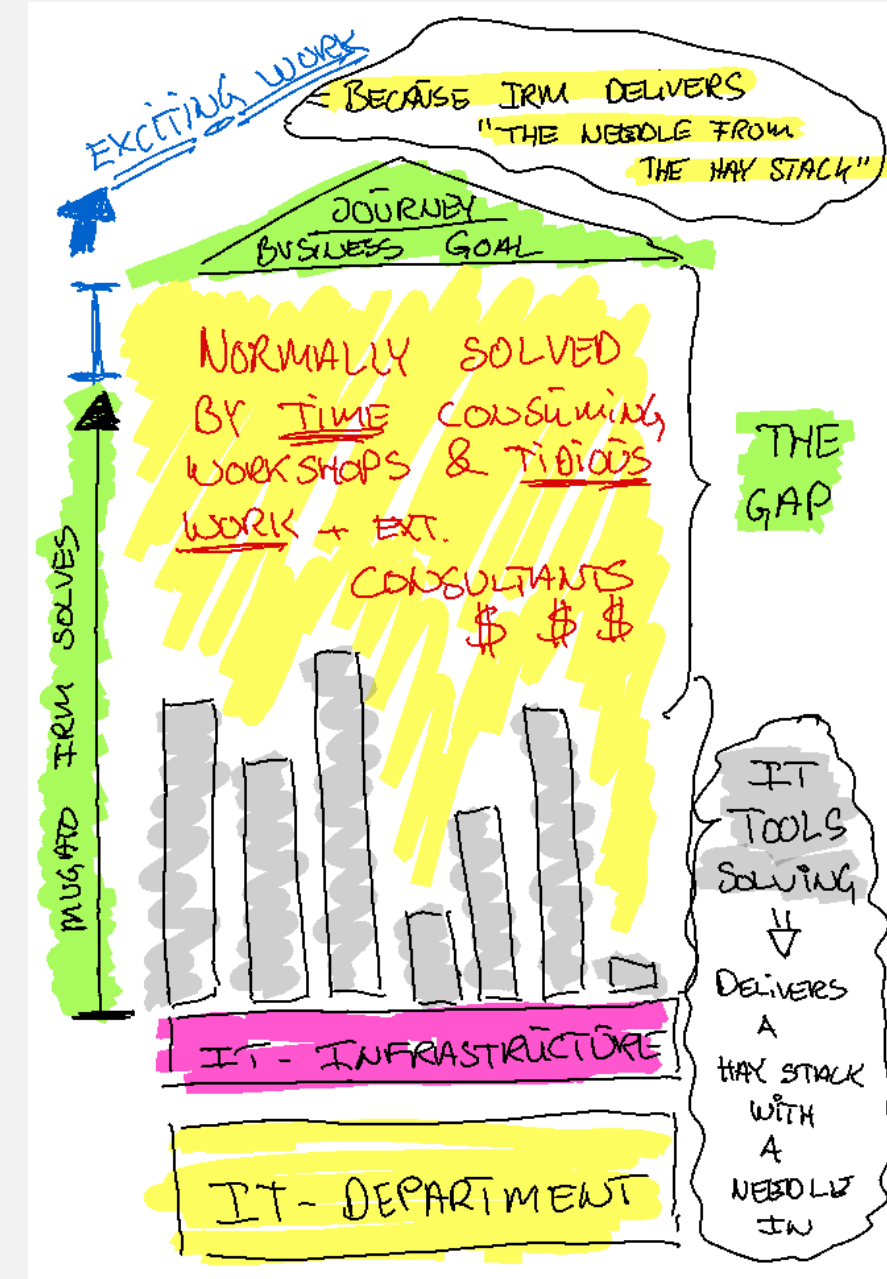 EXCITING WORK
= BECAUSE IRM DELIVERS
"THE NEEDLE FROM
THE HAY STACK"
JOURNEY
BUSINESS GOAL
NORMALLY SOLVED
BY TIME CONSUMING
WORKSHOPS & TIDIOUS
WORK + EXT.
CONSULTANTS
$ $ $
THE
GAP
MUGATO IRM SOLVES
IT
TOOLS
SOLVING
DELIVERS
A
HAY STACK
WITH
A
NEEDLE
IN
IT - INFRASTRUCTURE
IT - DEPARTMENT